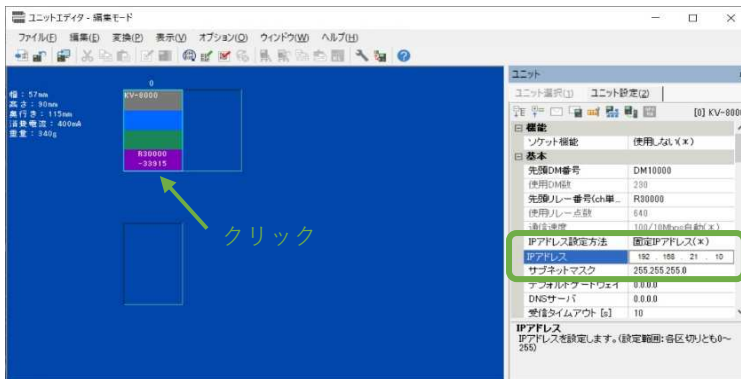 ユニットエディタ - 編集モード
ファイル(F) 編集(E) 変換(P) 表示(V) オプション(O) ウィンドウ(W) ヘルプ(H)
幅 : 57mm
高さ : 90mm
奥行き : 115mm
消費電流 : 400mA
重量 : 340g
0
KV-8000
R30000
-33915
クリック
ユニット
ユニット選択(1) ユニット設定(2)
[0] KV-800
機能
ソケット機能 使用しない(*)
基本
先頭DM番号 DM10000
使用DM数 230
先頭リレー番号(ch単... R30000
使用リレー点数 640
通信速度 100/10Mbps自動(*)
IPアドレス設定方法 固定IPアドレス(*)
IPアドレス 192 . 168 . 21 . 10
サブネットマスク 255.255.255.0
デフォルトゲートウェイ 0.0.0.0
DNSサーバ 0.0.0.0
受信タイムアウト [s] 10
IPアドレス
IPアドレスを設定します。(設定範囲: 各区切りとも0～
255)